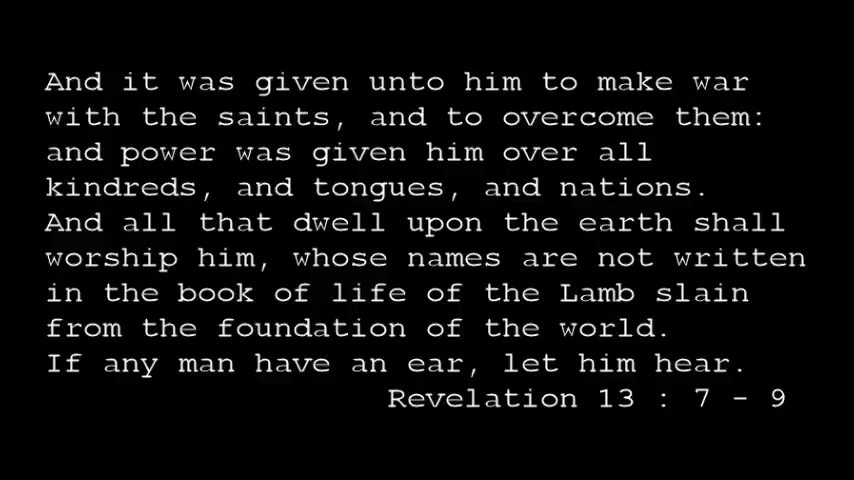 And it was given unto him to make war
with the saints, and to overcome them:
and power was given him over all
kindreds, and tongues, and nations.
And all that dwell upon the earth shall
worship him, whose names are not written
in the book of life of the Lamb slain
from the foundation of the world.
If any man have an ear, let him hear.
Revelation 13 : 7 - 9